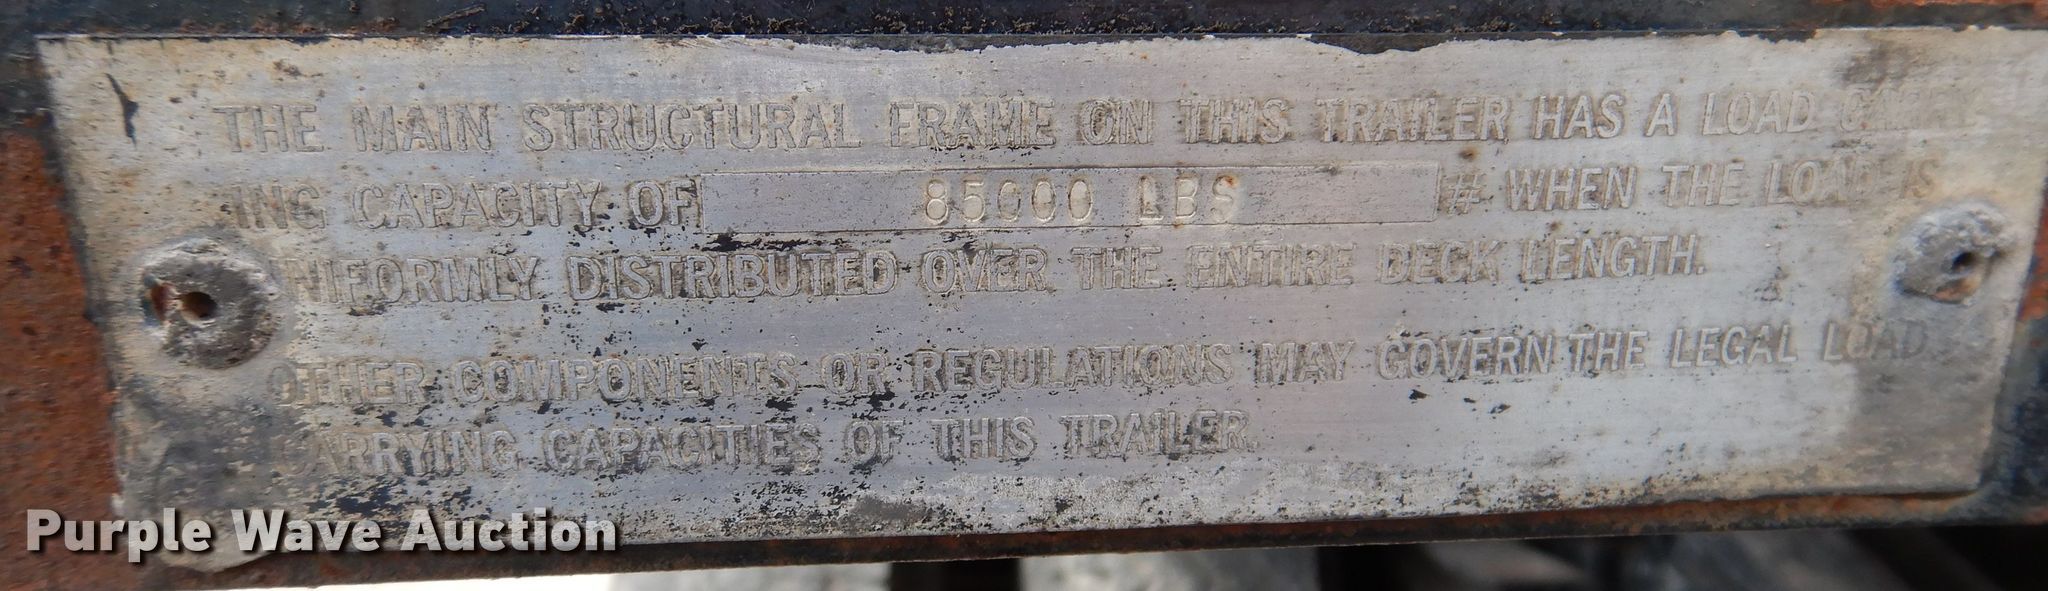 THE MAIN STRUCTURAL FRAME ON THIS TRAILER HAS A LOAD CARRY-
ING CAPACITY OF 85000 LBS # WHEN THE LOAD IS
UNIFORMLY DISTRIBUTED OVER THE ENTIRE DECK LENGTH.
OTHER COMPONENTS OR REGULATIONS MAY GOVERN THE LEGAL LOAD
CARRYING CAPACITIES OF THIS TRAILER.
Purple Wave Auction